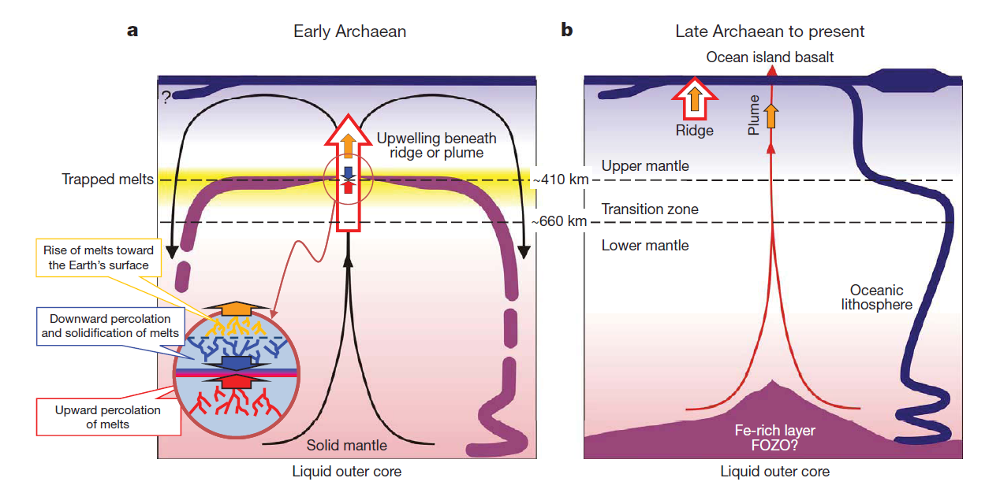 a
Early Archaean
?
Upwelling beneath
ridge or plume
Trapped melts
~410 km
~660 km
Rise of melts toward
the Earth's surface
Downward percolation
and solidification of melts
Upward percolation
of melts
Solid mantle
Liquid outer core
b
Late Archaean to present
Ocean island basalt
Ridge
Plume
Upper mantle
Transition zone
Lower mantle
Oceanic
lithosphere
Fe-rich layer
FOZO?
Liquid outer core